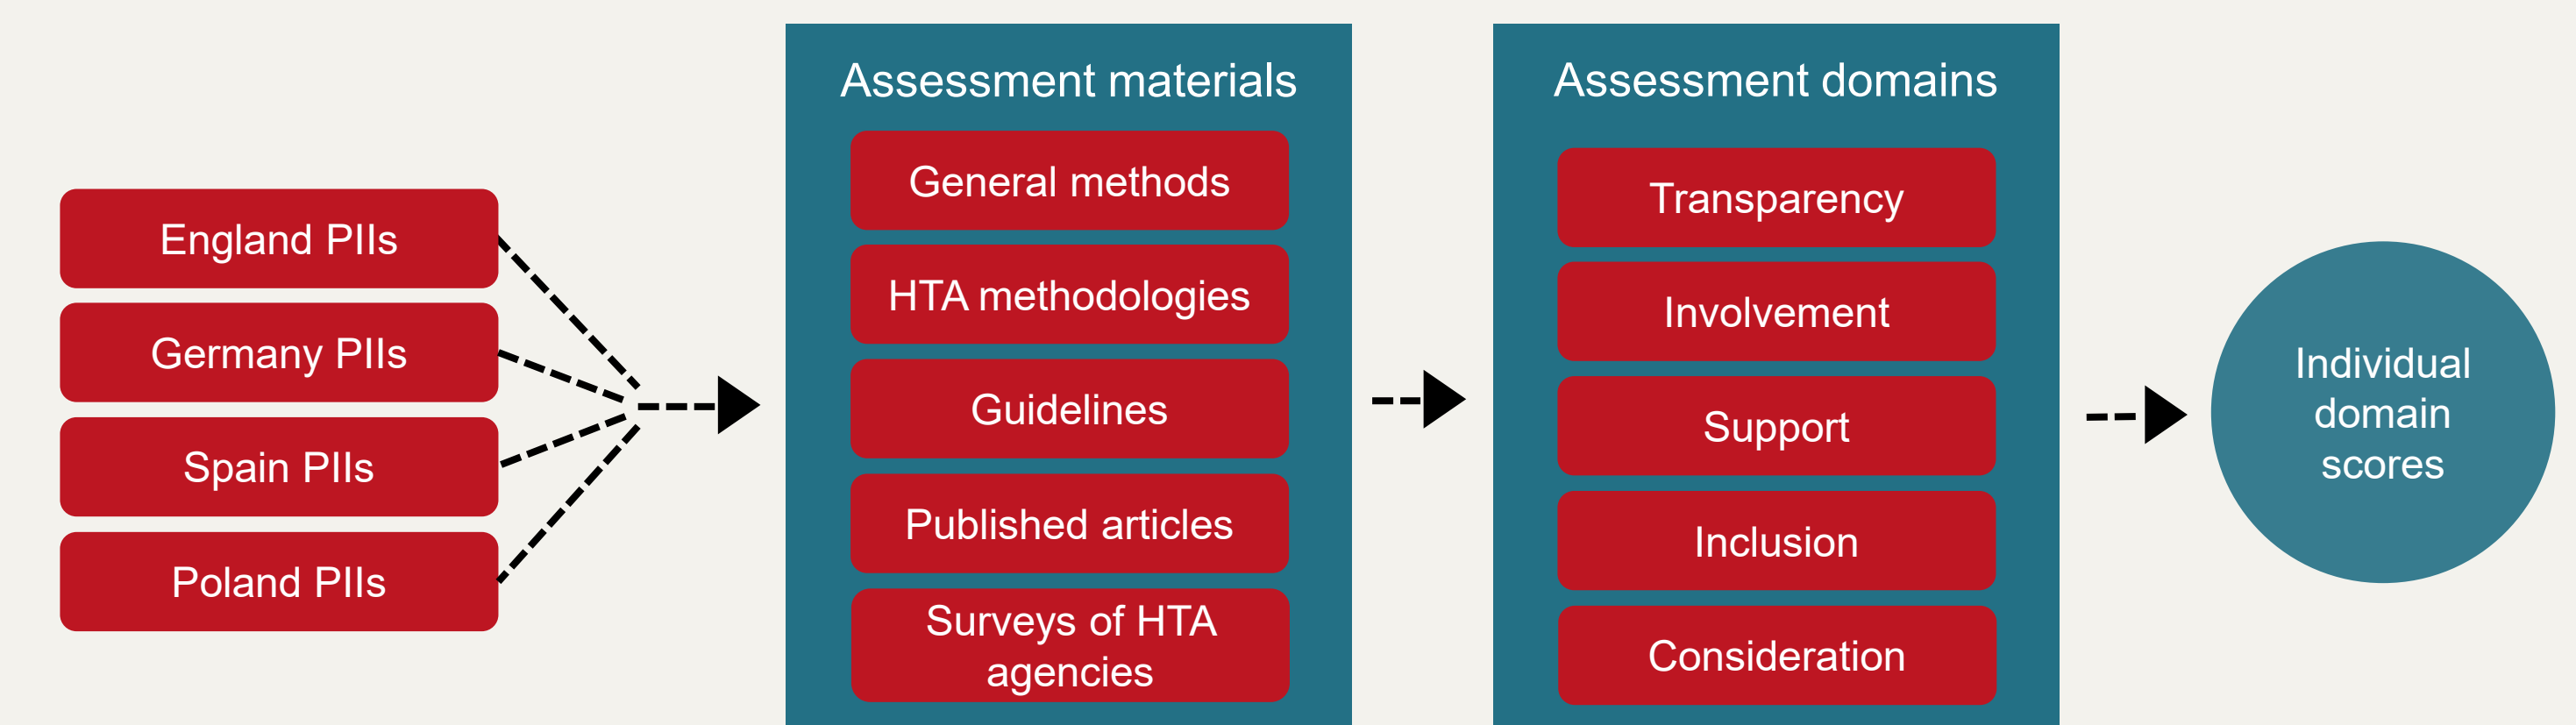 England PIIs
Germany PIIs
Spain PIIs
Poland PIIs
Assessment materials
General methods
HTA methodologies
Guidelines
Published articles
Surveys of HTA
agencies
Assessment domains
Transparency
Involvement
Support
Inclusion
Consideration
Individual
domain
scores